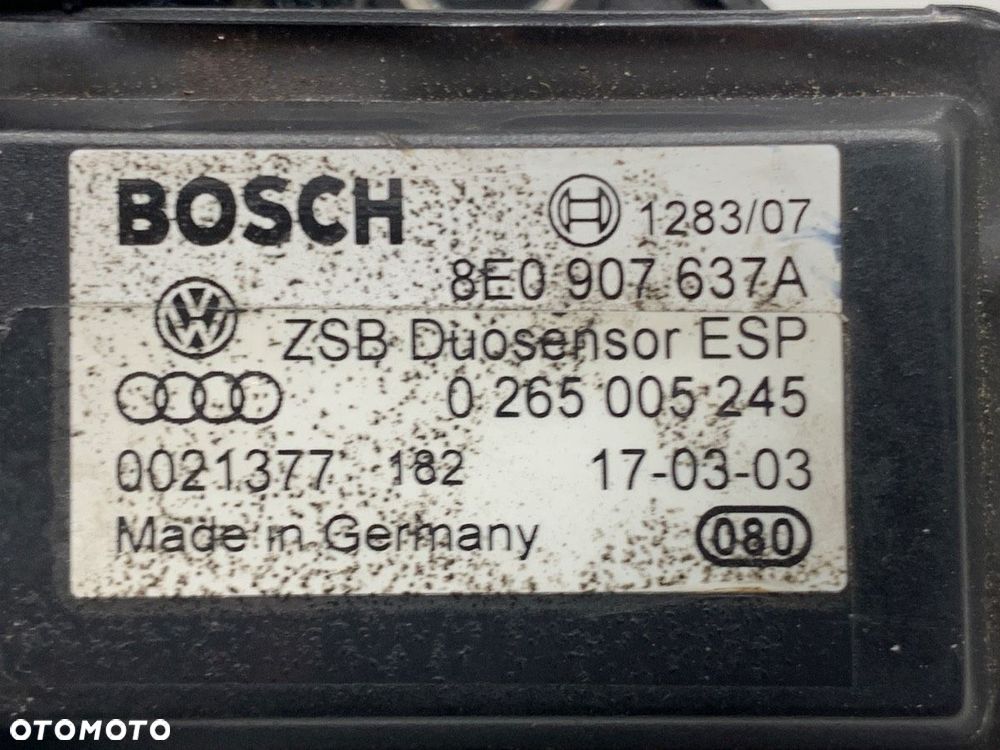 BOSCH 1283/07
8E0 907 637A
ZSB Duosensor ESP
0 265 005 245
0021377 182 17-03-03
Made in Germany 080
OTOMOTO